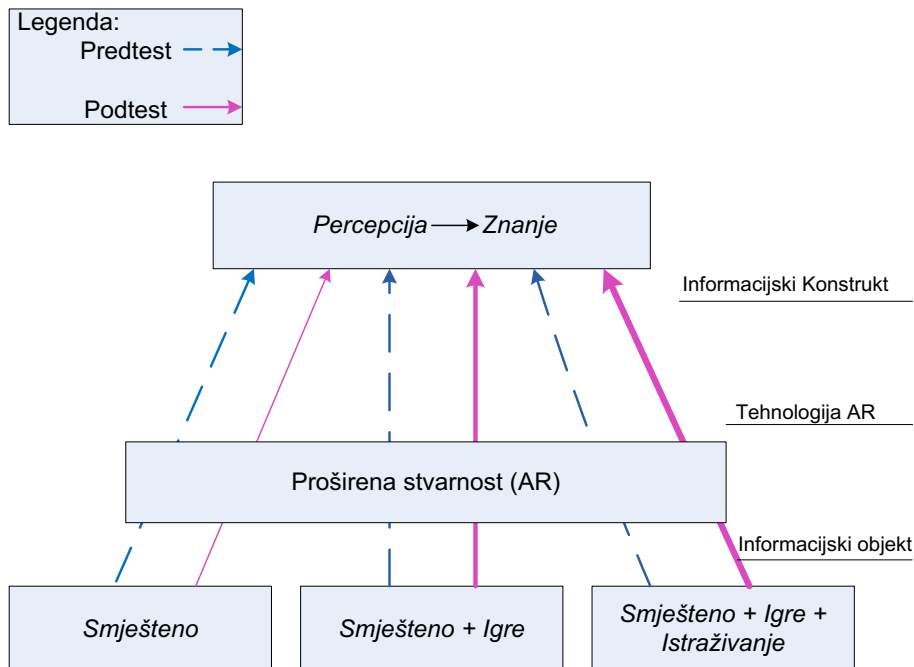 Legenda:
Predtest
Podtest
Percepcija Znanje
Informacijski Konstrukt
Tehnologija AR
Proširena stvarnost (AR)
Informacijski objekt
Smješteno
Smješteno + Igre
Smješteno + Igre +
Istraživanje